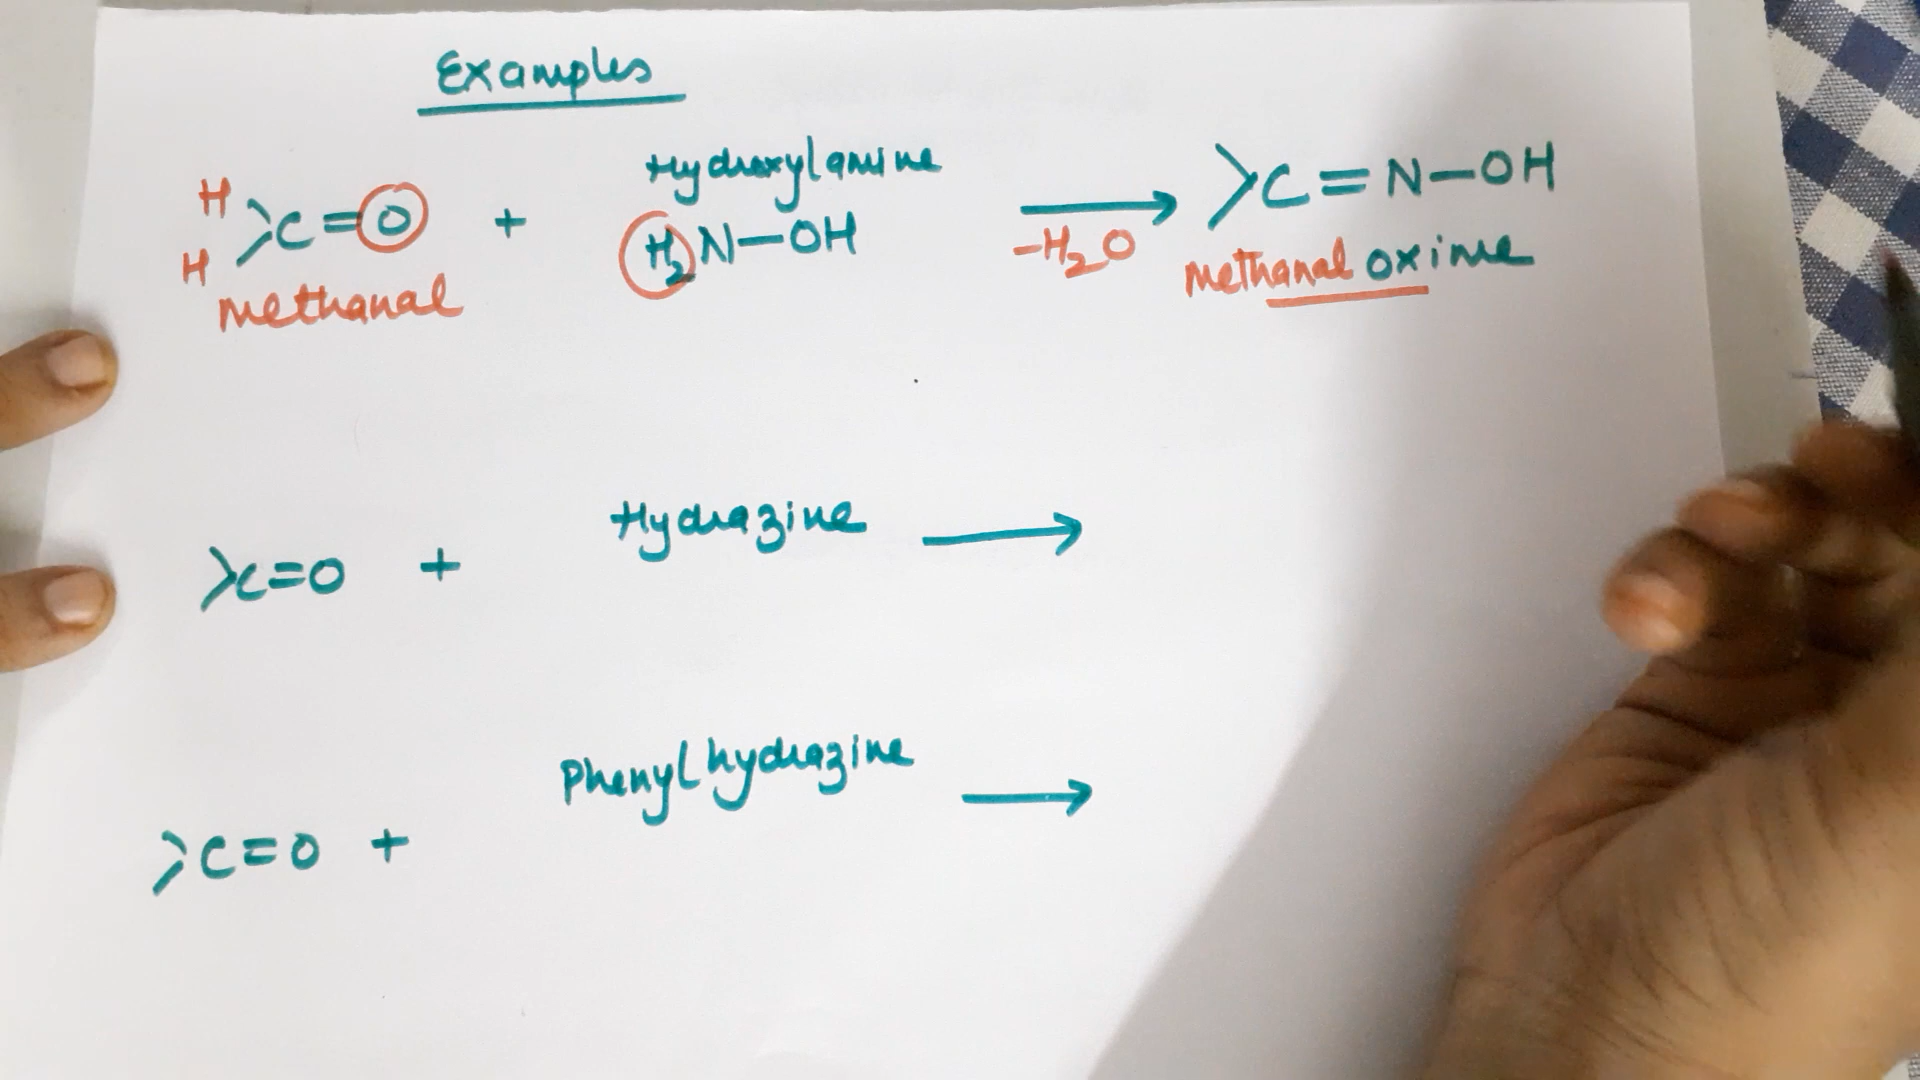 Examples
Hydroxylamine
H
>C=O + H₂N—OH ⟶ >C=N—OH
H
-H₂O
Methanal
Methanal oxime
Hydrazine ⟶
>C=O +
Phenylhydrazine ⟶
>C=O +